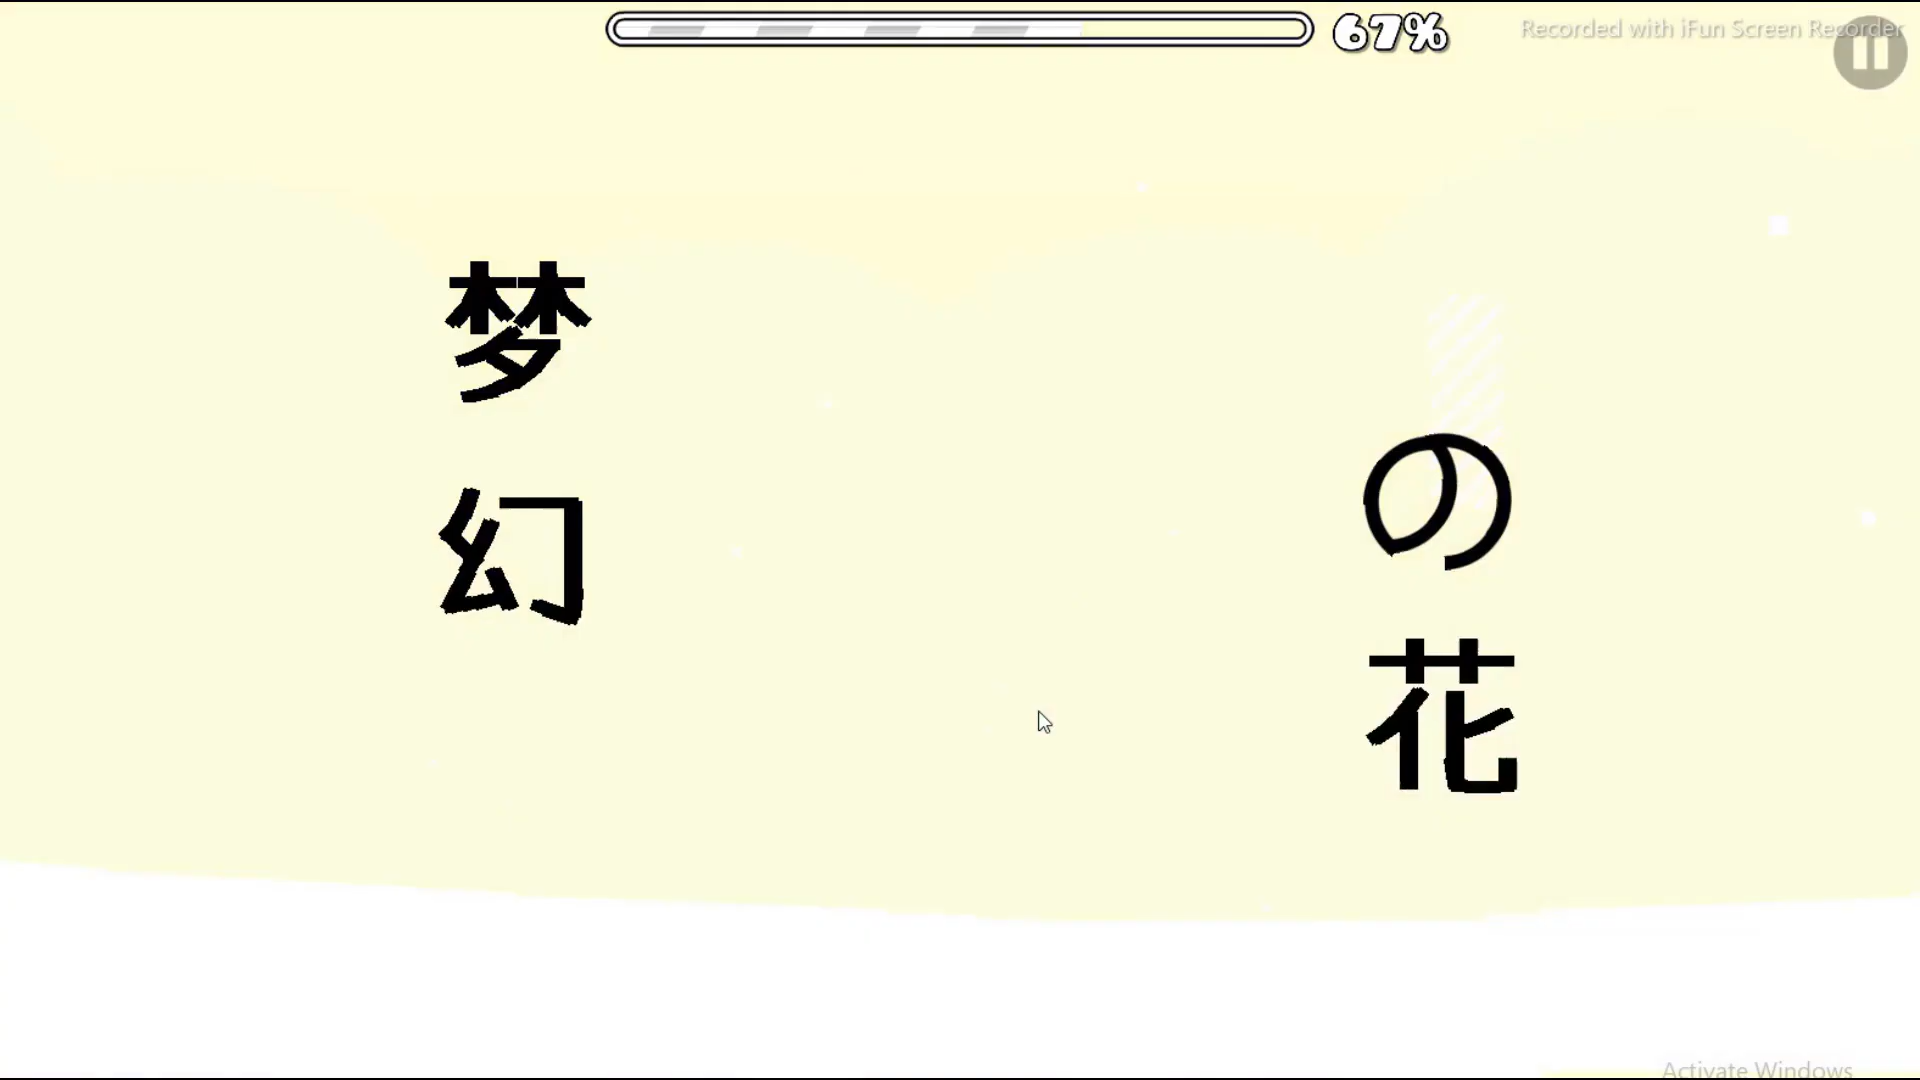 67%
Recorded with iFun Screen Recorder
梦幻
の花
Activate Windows